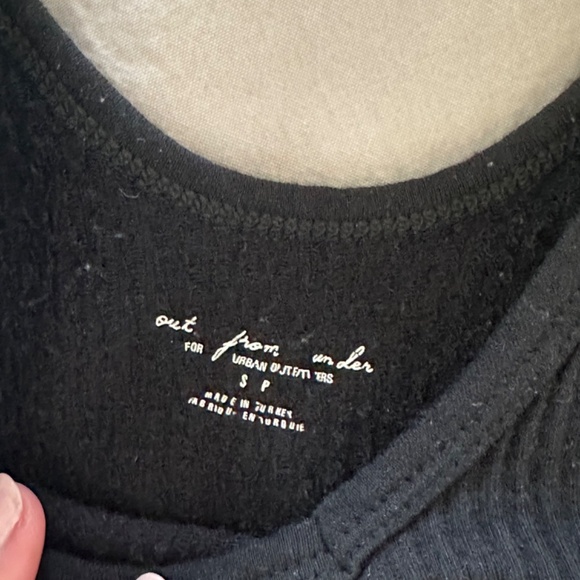 out from under
FOR URBAN OUTFITTERS
S P
MADE IN TURKEY
FABRIQUÉ EN TURQUIE